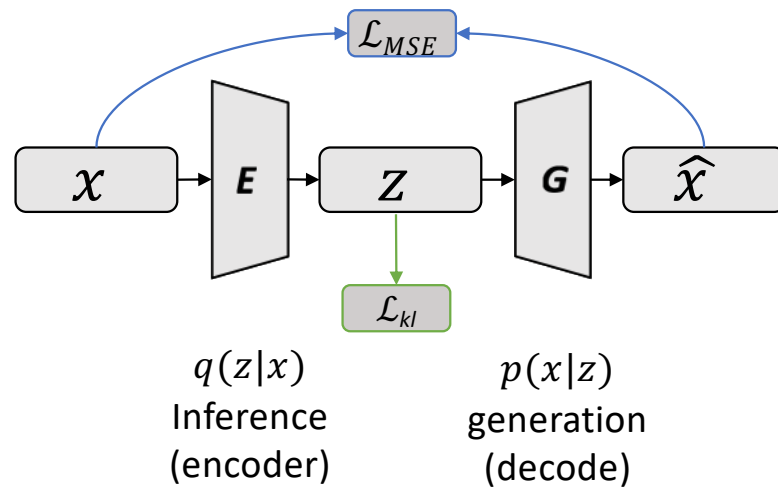 ℒ_MSE
x
E
z
G
x̂
ℒ_kl
q(z|x)
Inference
(encoder)
p(x|z)
generation
(decode)